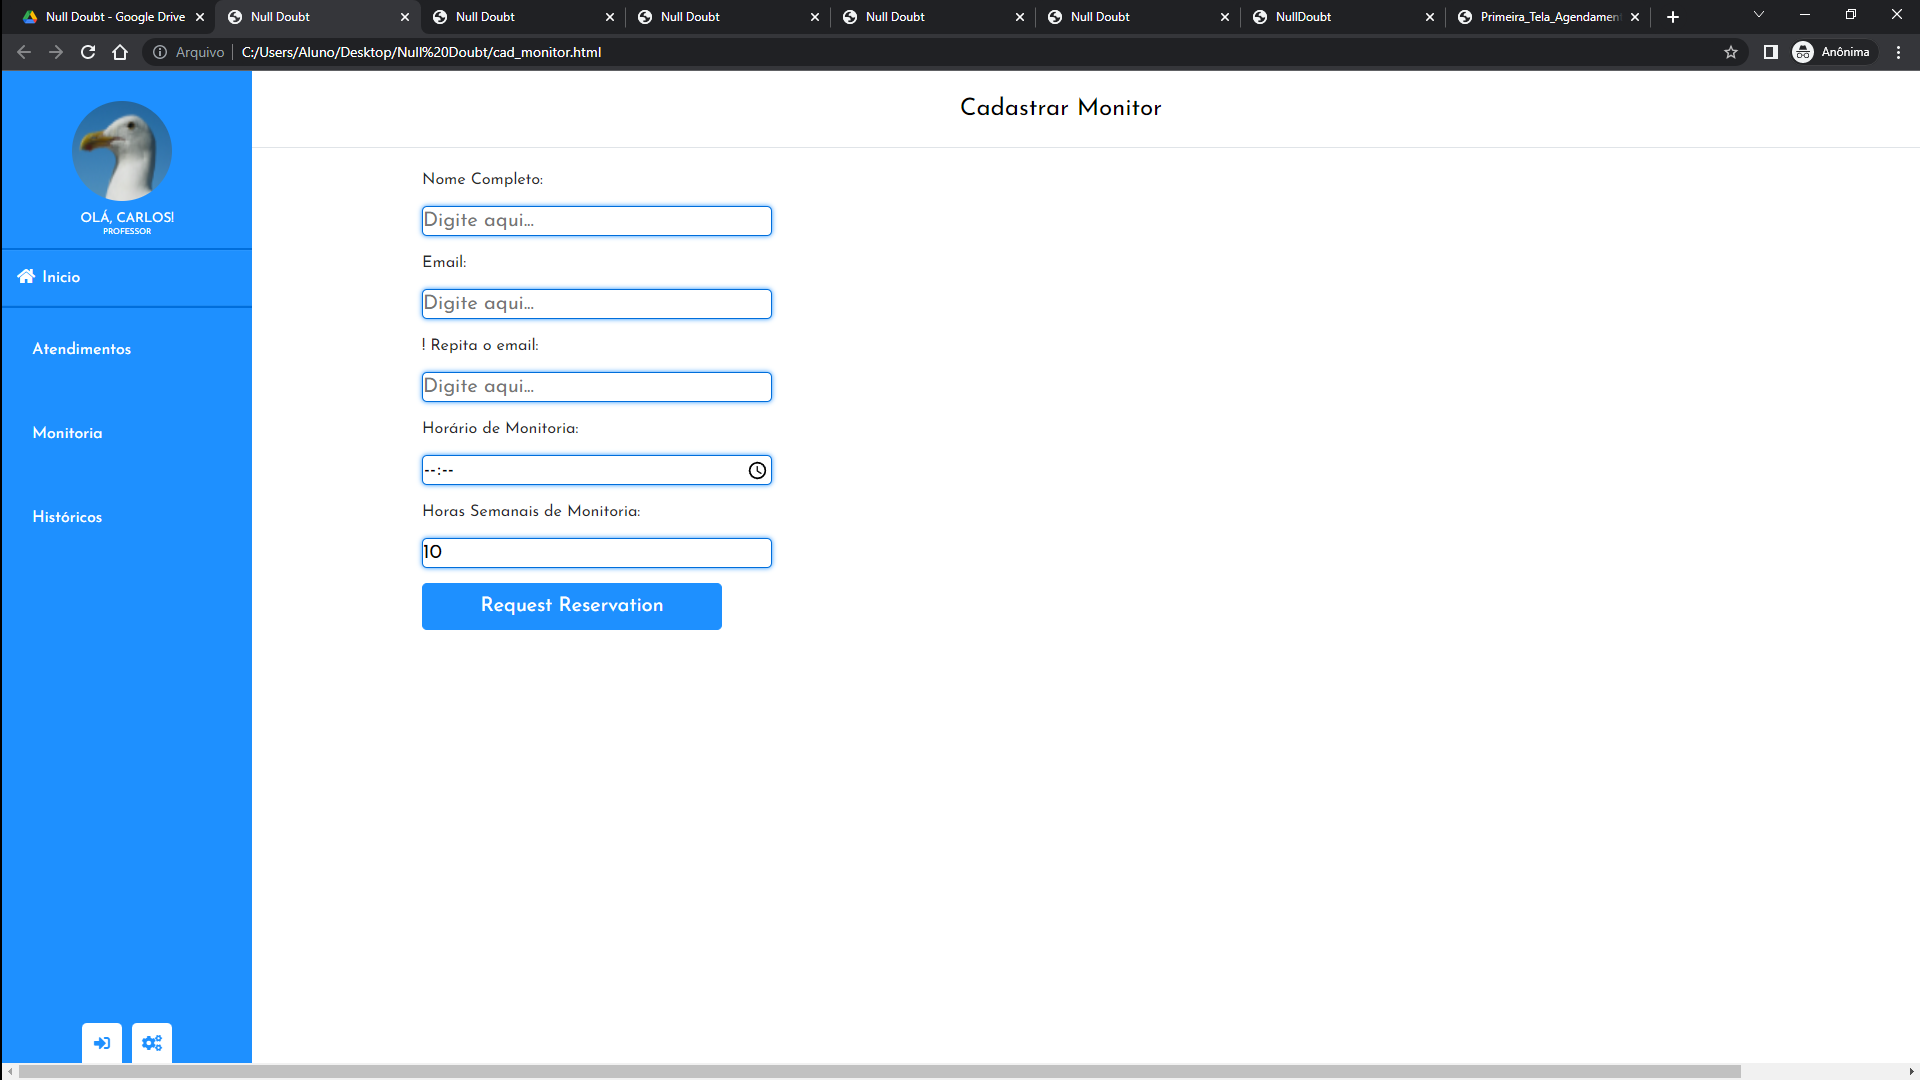 Null Doubt - Google Drive
Null Doubt
Null Doubt
Null Doubt
Null Doubt
Null Doubt
NullDoubt
Primeira_Tela_Agendamen
Arquivo
C:/Users/Aluno/Desktop/Null%20Doubt/cad_monitor.html
Anônima
OLÁ, CARLOS!
PROFESSOR
Inicio
Atendimentos
Monitoria
Históricos
Cadastrar Monitor
Nome Completo:
Digite aqui...
Email:
Digite aqui...
! Repita o email:
Digite aqui...
Horário de Monitoria:
--:--
Horas Semanais de Monitoria:
10
Request Reservation